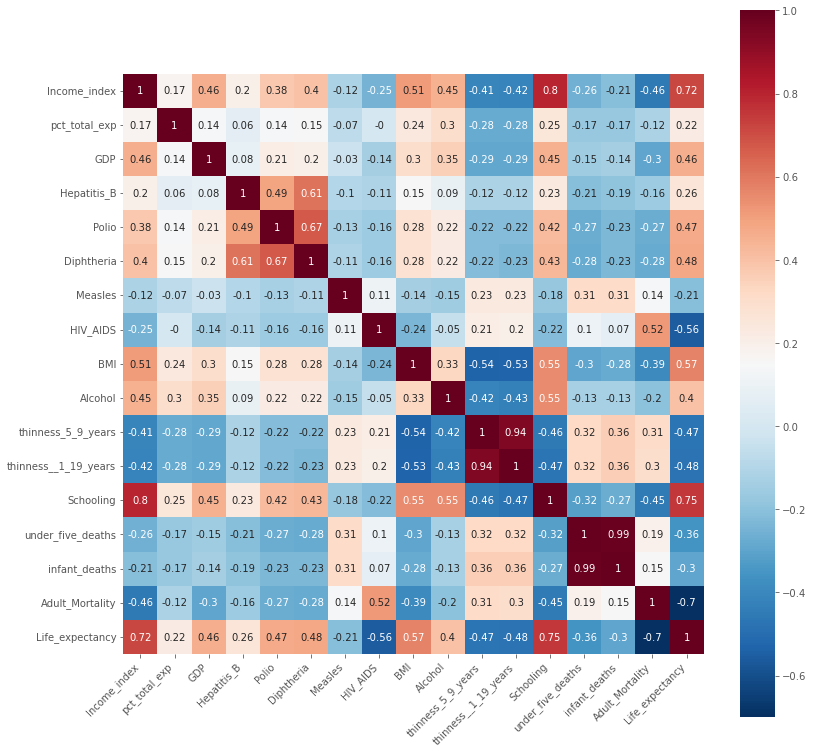 Income_index 1 0.17 0.46 0.2 0.38 0.4 -0.12 -0.25 0.51 0.45 -0.41 -0.42 0.8 -0.26 -0.21 -0.46 0.72
pct_total_exp 0.17 1 0.14 0.06 0.14 0.15 -0.07 -0 0.24 0.3 -0.28 -0.28 0.25 -0.17 -0.17 -0.12 0.22
GDP 0.46 0.14 1 0.08 0.21 0.2 -0.03 -0.14 0.3 0.35 -0.29 -0.29 0.45 -0.15 -0.14 -0.3 0.46
Hepatitis_B 0.2 0.06 0.08 1 0.49 0.61 -0.1 -0.11 0.15 0.09 -0.12 -0.12 0.23 -0.21 -0.19 -0.16 0.26
Polio 0.38 0.14 0.21 0.49 1 0.67 -0.13 -0.16 0.28 0.22 -0.22 -0.22 0.42 -0.27 -0.23 -0.27 0.47
Diphtheria 0.4 0.15 0.2 0.61 0.67 1 -0.11 -0.16 0.28 0.22 -0.22 -0.23 0.43 -0.28 -0.23 -0.28 0.48
Measles -0.12 -0.07 -0.03 -0.1 -0.13 -0.11 1 0.11 -0.14 -0.15 0.23 0.23 -0.18 0.31 0.31 0.14 -0.21
HIV_AIDS -0.25 -0 -0.14 -0.11 -0.16 -0.16 0.11 1 -0.24 -0.05 0.21 0.2 -0.22 0.1 0.07 0.52 -0.56
BMI 0.51 0.24 0.3 0.15 0.28 0.28 -0.14 -0.24 1 0.33 -0.54 -0.53 0.55 -0.3 -0.28 -0.39 0.57
Alcohol 0.45 0.3 0.35 0.09 0.22 0.22 -0.15 -0.05 0.33 1 -0.42 -0.43 0.55 -0.13 -0.13 -0.2 0.4
thinness_5_9_years -0.41 -0.28 -0.29 -0.12 -0.22 -0.22 0.23 0.21 -0.54 -0.42 1 0.94 -0.46 0.32 0.36 0.31 -0.47
thinness__1_19_years -0.42 -0.28 -0.29 -0.12 -0.22 -0.23 0.23 0.2 -0.53 -0.43 0.94 1 -0.47 0.32 0.36 0.3 -0.48
Schooling 0.8 0.25 0.45 0.23 0.42 0.43 -0.18 -0.22 0.55 0.55 -0.46 -0.47 1 -0.32 -0.27 -0.45 0.75
under_five_deaths -0.26 -0.17 -0.15 -0.21 -0.27 -0.28 0.31 0.1 -0.3 -0.13 0.32 0.32 -0.32 1 0.99 0.19 -0.36
infant_deaths -0.21 -0.17 -0.14 -0.19 -0.23 -0.23 0.31 0.07 -0.28 -0.13 0.36 0.36 -0.27 0.99 1 0.15 -0.3
Adult_Mortality -0.46 -0.12 -0.3 -0.16 -0.27 -0.28 0.14 0.52 -0.39 -0.2 0.31 0.3 -0.45 0.19 0.15 1 -0.7
Life_expectancy 0.72 0.22 0.46 0.26 0.47 0.48 -0.21 -0.56 0.57 0.4 -0.47 -0.48 0.75 -0.36 -0.3 -0.7 1
Income_index
pct_total_exp
GDP
Hepatitis_B
Polio
Diphtheria
Measles
HIV_AIDS
BMI
Alcohol
thinness_5_9_years
thinness__1_19_years
Schooling
under_five_deaths
infant_deaths
Adult_Mortality
Life_expectancy
1.0
0.8
0.6
0.4
0.2
0.0
−0.2
−0.4
−0.6